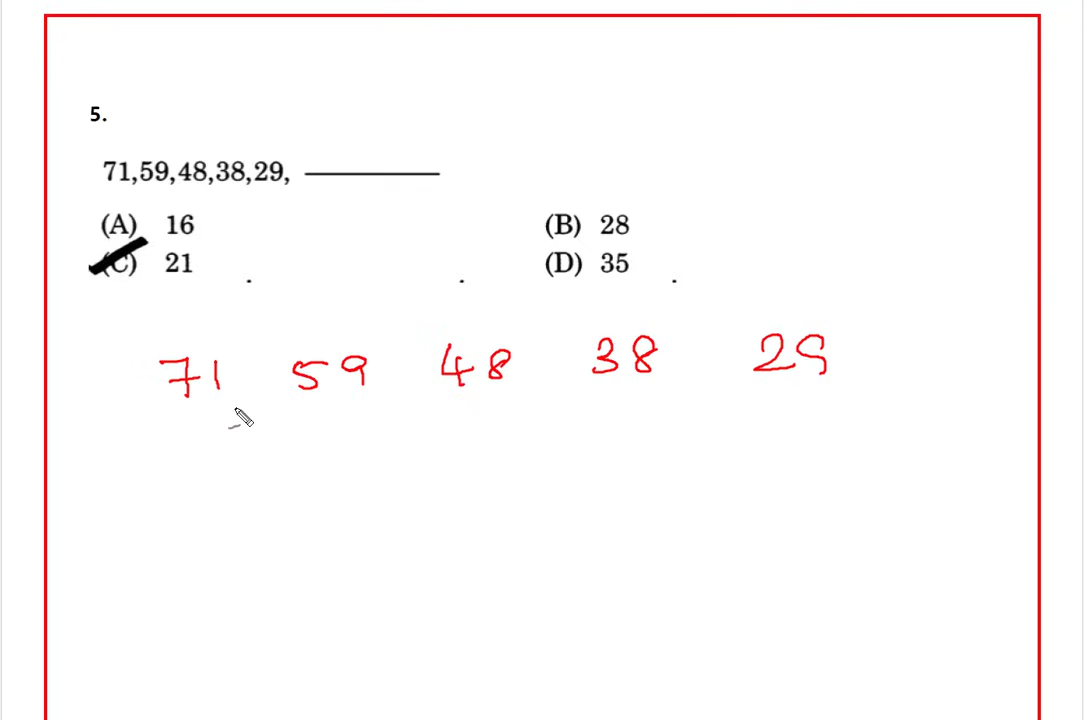 5.
71,59,48,38,29, ________
(A) 16 (B) 28
(C) 21 (D) 35
71 59 48 38 29